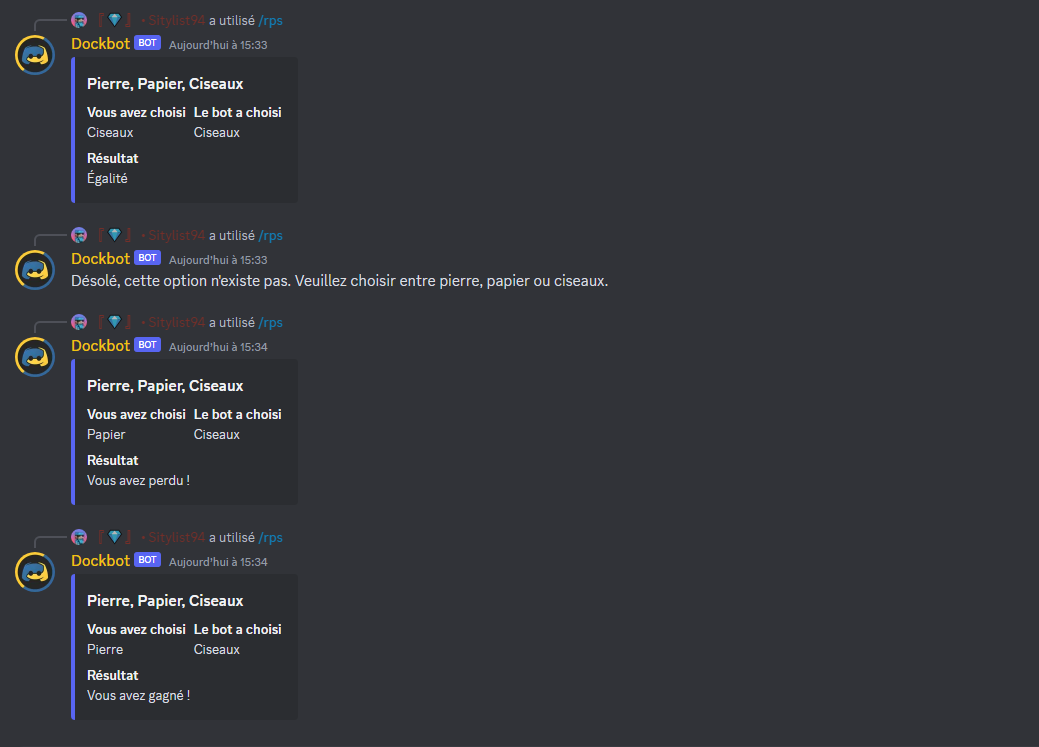 『💎』 • Sitylist94 a utilisé /rps
Dockbot BOT Aujourd'hui à 15:33
Pierre, Papier, Ciseaux
Vous avez choisi Le bot a choisi
Ciseaux Ciseaux
Résultat
Égalité
『💎』 • Sitylist94 a utilisé /rps
Dockbot BOT Aujourd'hui à 15:33
Désolé, cette option n'existe pas. Veuillez choisir entre pierre, papier ou ciseaux.
『💎』 • Sitylist94 a utilisé /rps
Dockbot BOT Aujourd'hui à 15:34
Pierre, Papier, Ciseaux
Vous avez choisi Le bot a choisi
Papier Ciseaux
Résultat
Vous avez perdu !
『💎』 • Sitylist94 a utilisé /rps
Dockbot BOT Aujourd'hui à 15:34
Pierre, Papier, Ciseaux
Vous avez choisi Le bot a choisi
Pierre Ciseaux
Résultat
Vous avez gagné !